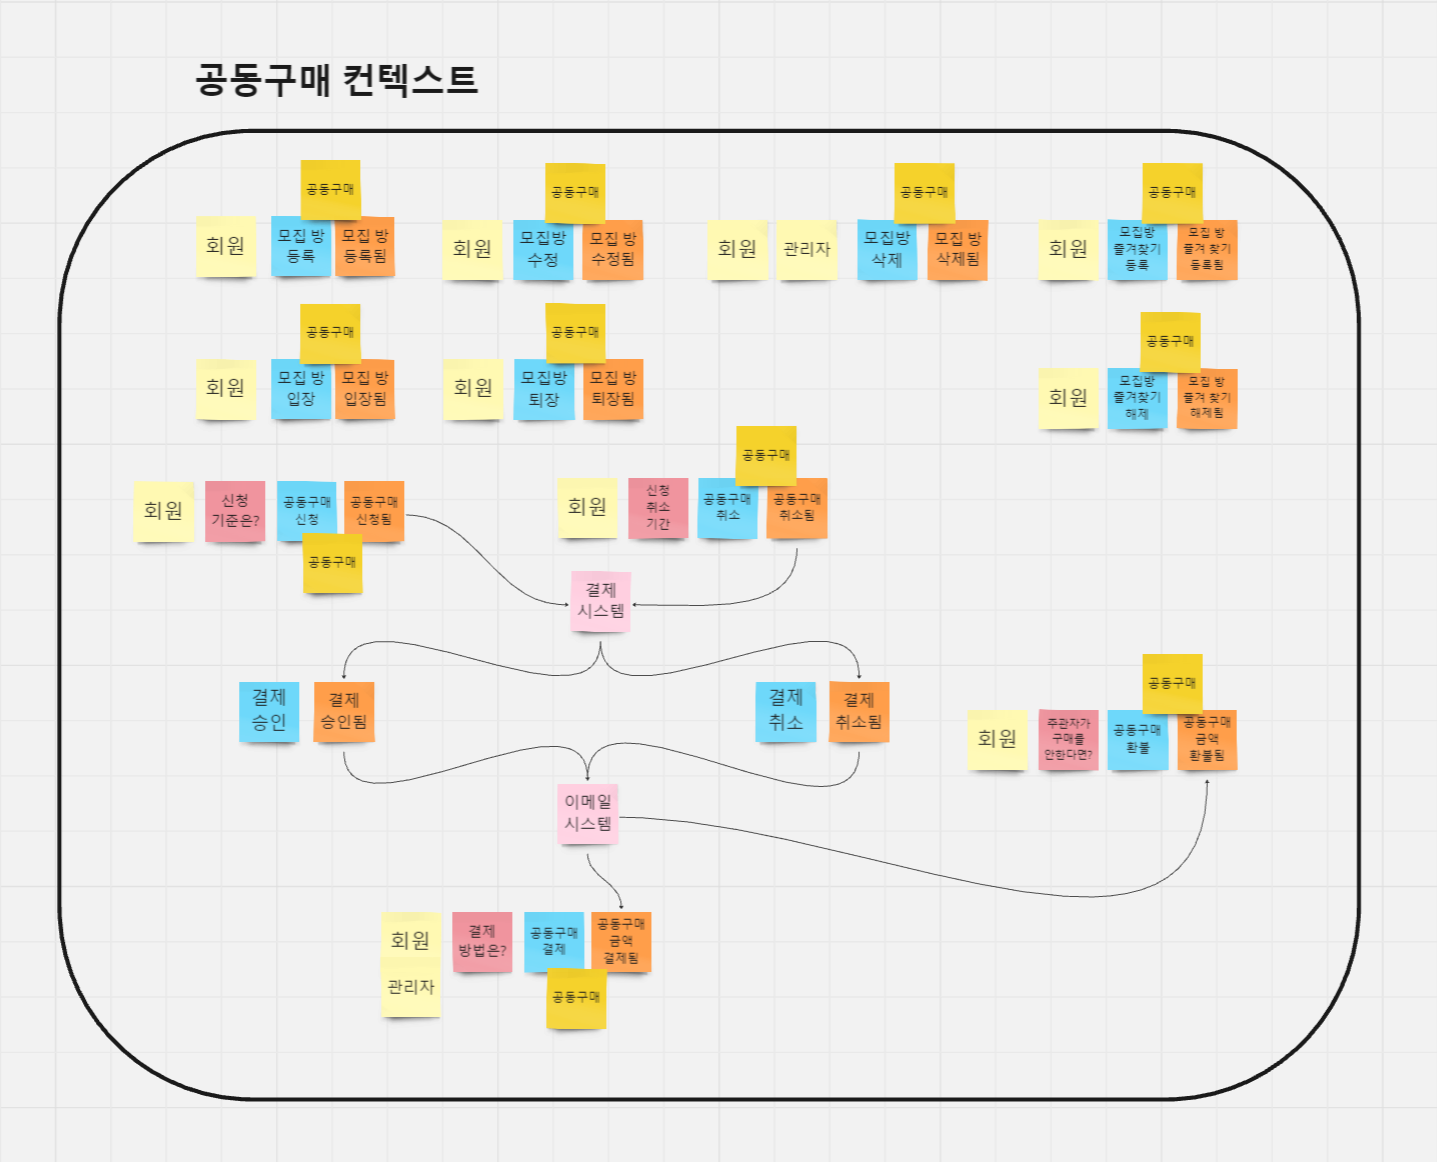 공동구매 컨텍스트
공동구매
회원
모집 방
등록
모집 방
등록됨
공동구매
회원
모집방
수정
모집 방
수정됨
공동구매
회원
관리자
모집방
삭제
모집 방
삭제됨
공동구매
회원
모집방
즐겨찾기
등록
모집 방
즐겨 찾기
등록됨
공동구매
회원
모집 방
입장
모집 방
입장됨
공동구매
회원
모집방
퇴장
모집 방
퇴장됨
공동구매
회원
모집방
즐겨찾기
해제
모집 방
즐겨 찾기
해제됨
회원
신청
기준은?
공동구매
신청
공동구매
신청됨
공동구매
공동구매
회원
신청
취소
기간
공동구매
취소
공동구매
취소됨
결제
시스템
결제
승인
결제
승인됨
결제
취소
결제
취소됨
공동구매
회원
주관자가
구매를
안한다면?
공동구매
환불
공동구매
금액
환불됨
이메일
시스템
회원
관리자
결제
방법은?
공동구매
결제
공동구매
금액
결제됨
공동구매